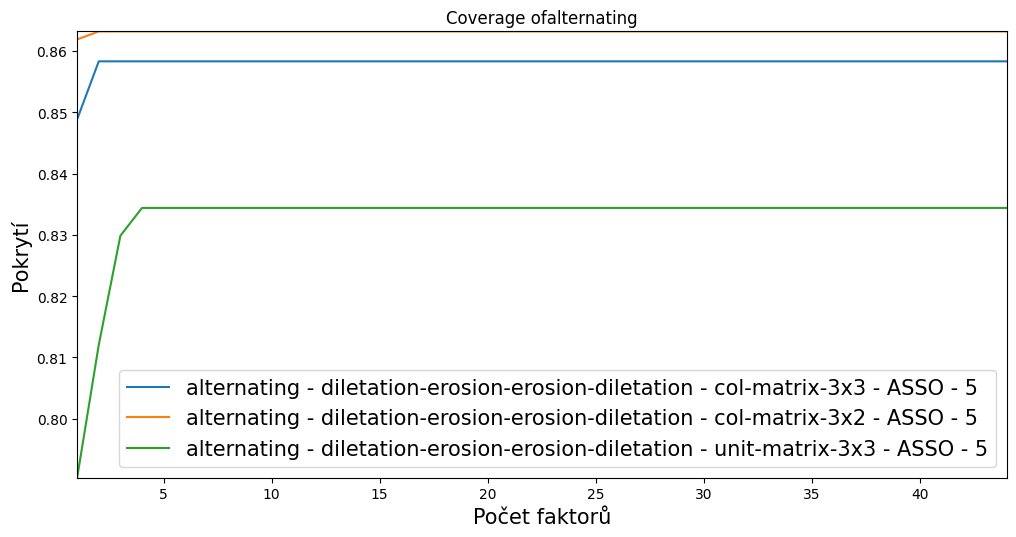 Coverage ofalternating
0.86
0.85
0.84
0.83
0.82
0.81
0.80
Pokrytí
alternating - diletation-erosion-erosion-diletation - col-matrix-3x3 - ASSO - 5
alternating - diletation-erosion-erosion-diletation - col-matrix-3x2 - ASSO - 5
alternating - diletation-erosion-erosion-diletation - unit-matrix-3x3 - ASSO - 5
5 10 15 20 25 30 35 40
Počet faktorů